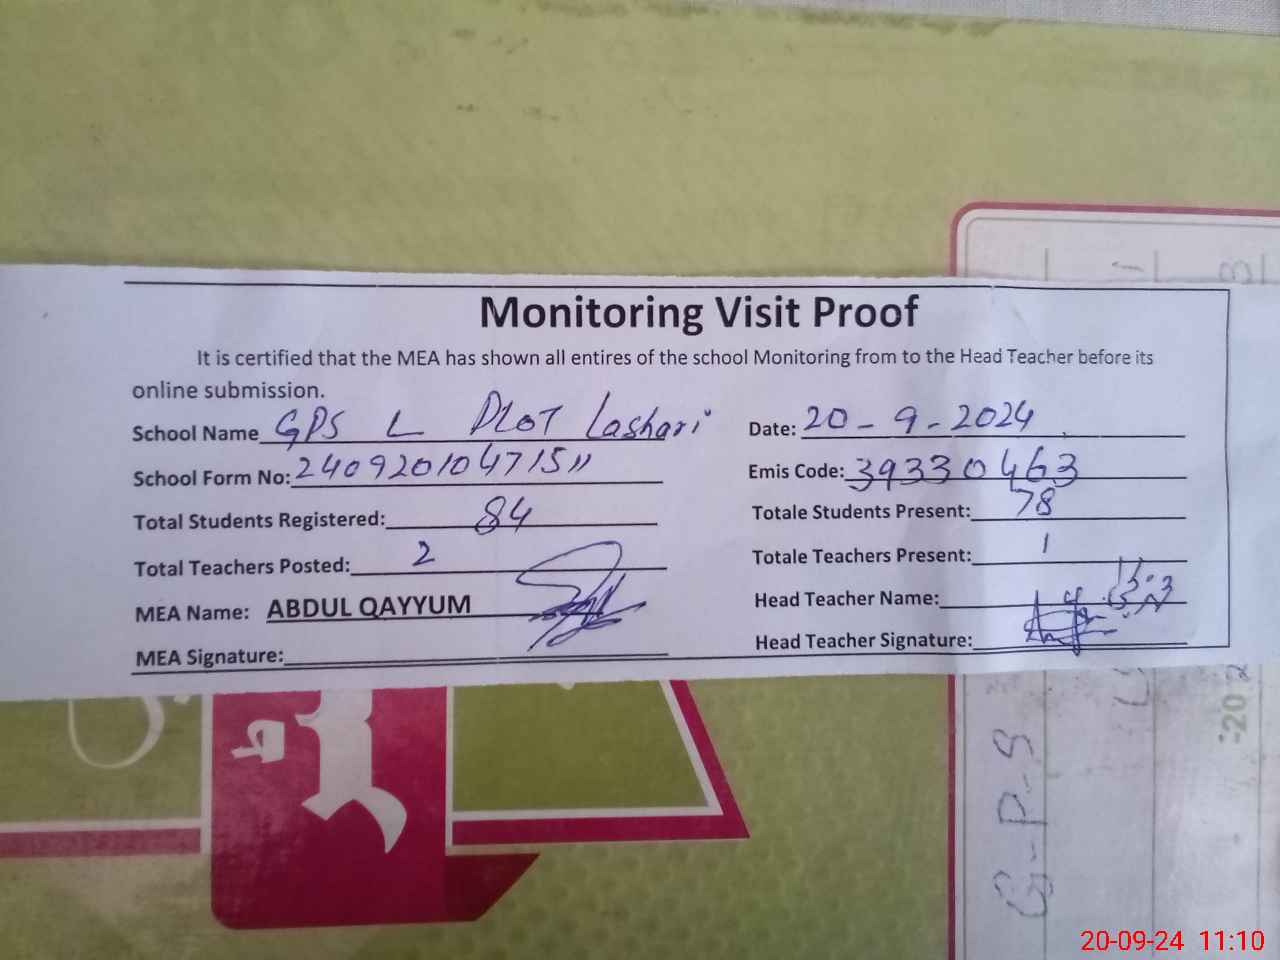 Monitoring Visit Proof
It is certified that the MEA has shown all entires of the school Monitoring from to the Head Teacher before its
online submission.
School Name GPS L PLOT Lashari Date: 20-9-2024
School Form No: 24092010471511 Emis Code: 39330463
Total Students Registered: 84 Totale Students Present: 78
Total Teachers Posted: 2 Totale Teachers Present: 1
MEA Name: ABDUL QAYYUM Head Teacher Name:
MEA Signature: Head Teacher Signature:
G-P-S
-20
20-09-24 11:10